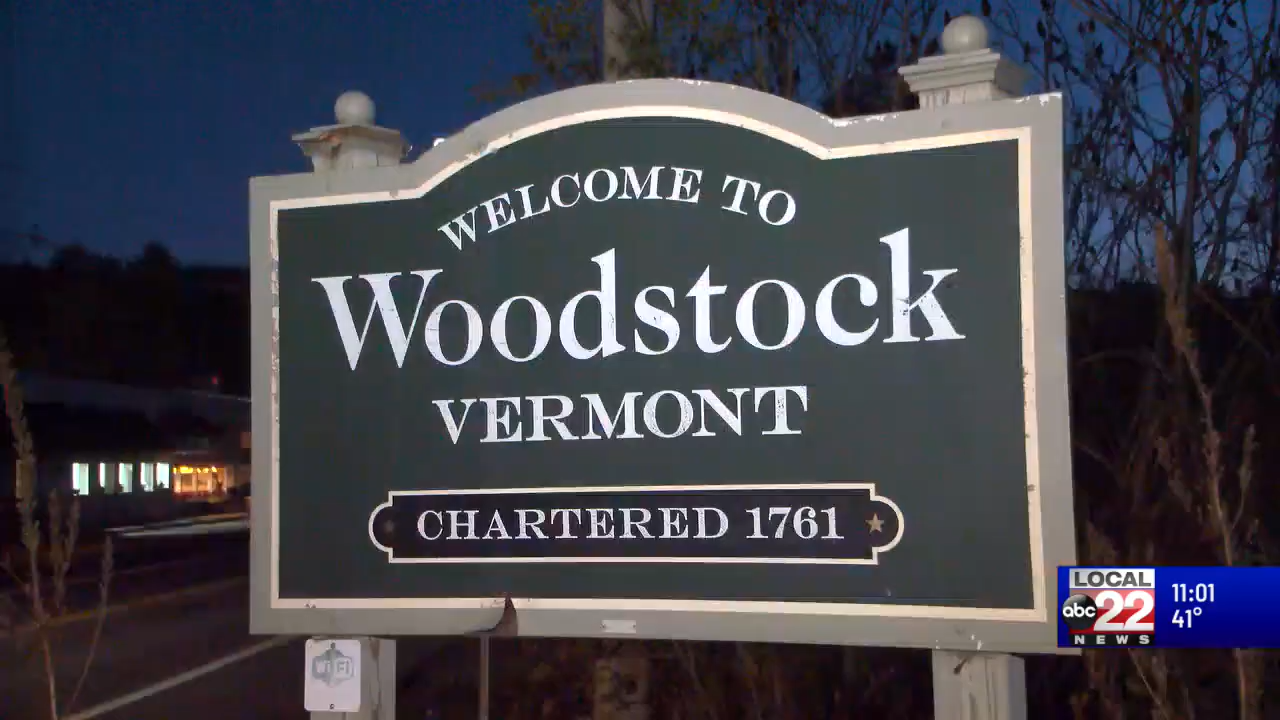 WELCOME TO
Woodstock
VERMONT
CHARTERED 1761
WiFi
LOCAL
abc 22
NEWS
11:01
41°